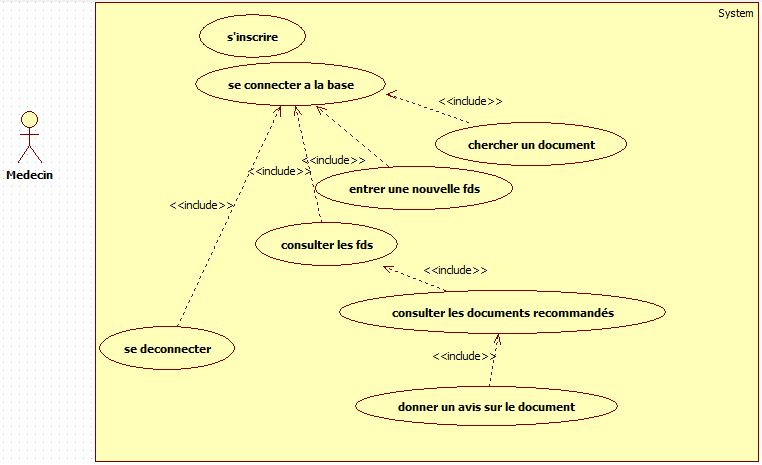 System
s'inscrire
se connecter a la base
<<include>>
chercher un document
Medecin
<<include>>
<<include>>
entrer une nouvelle fds
<<include>>
consulter les fds
<<include>>
consulter les documents recommandés
se deconnecter
<<include>>
donner un avis sur le document